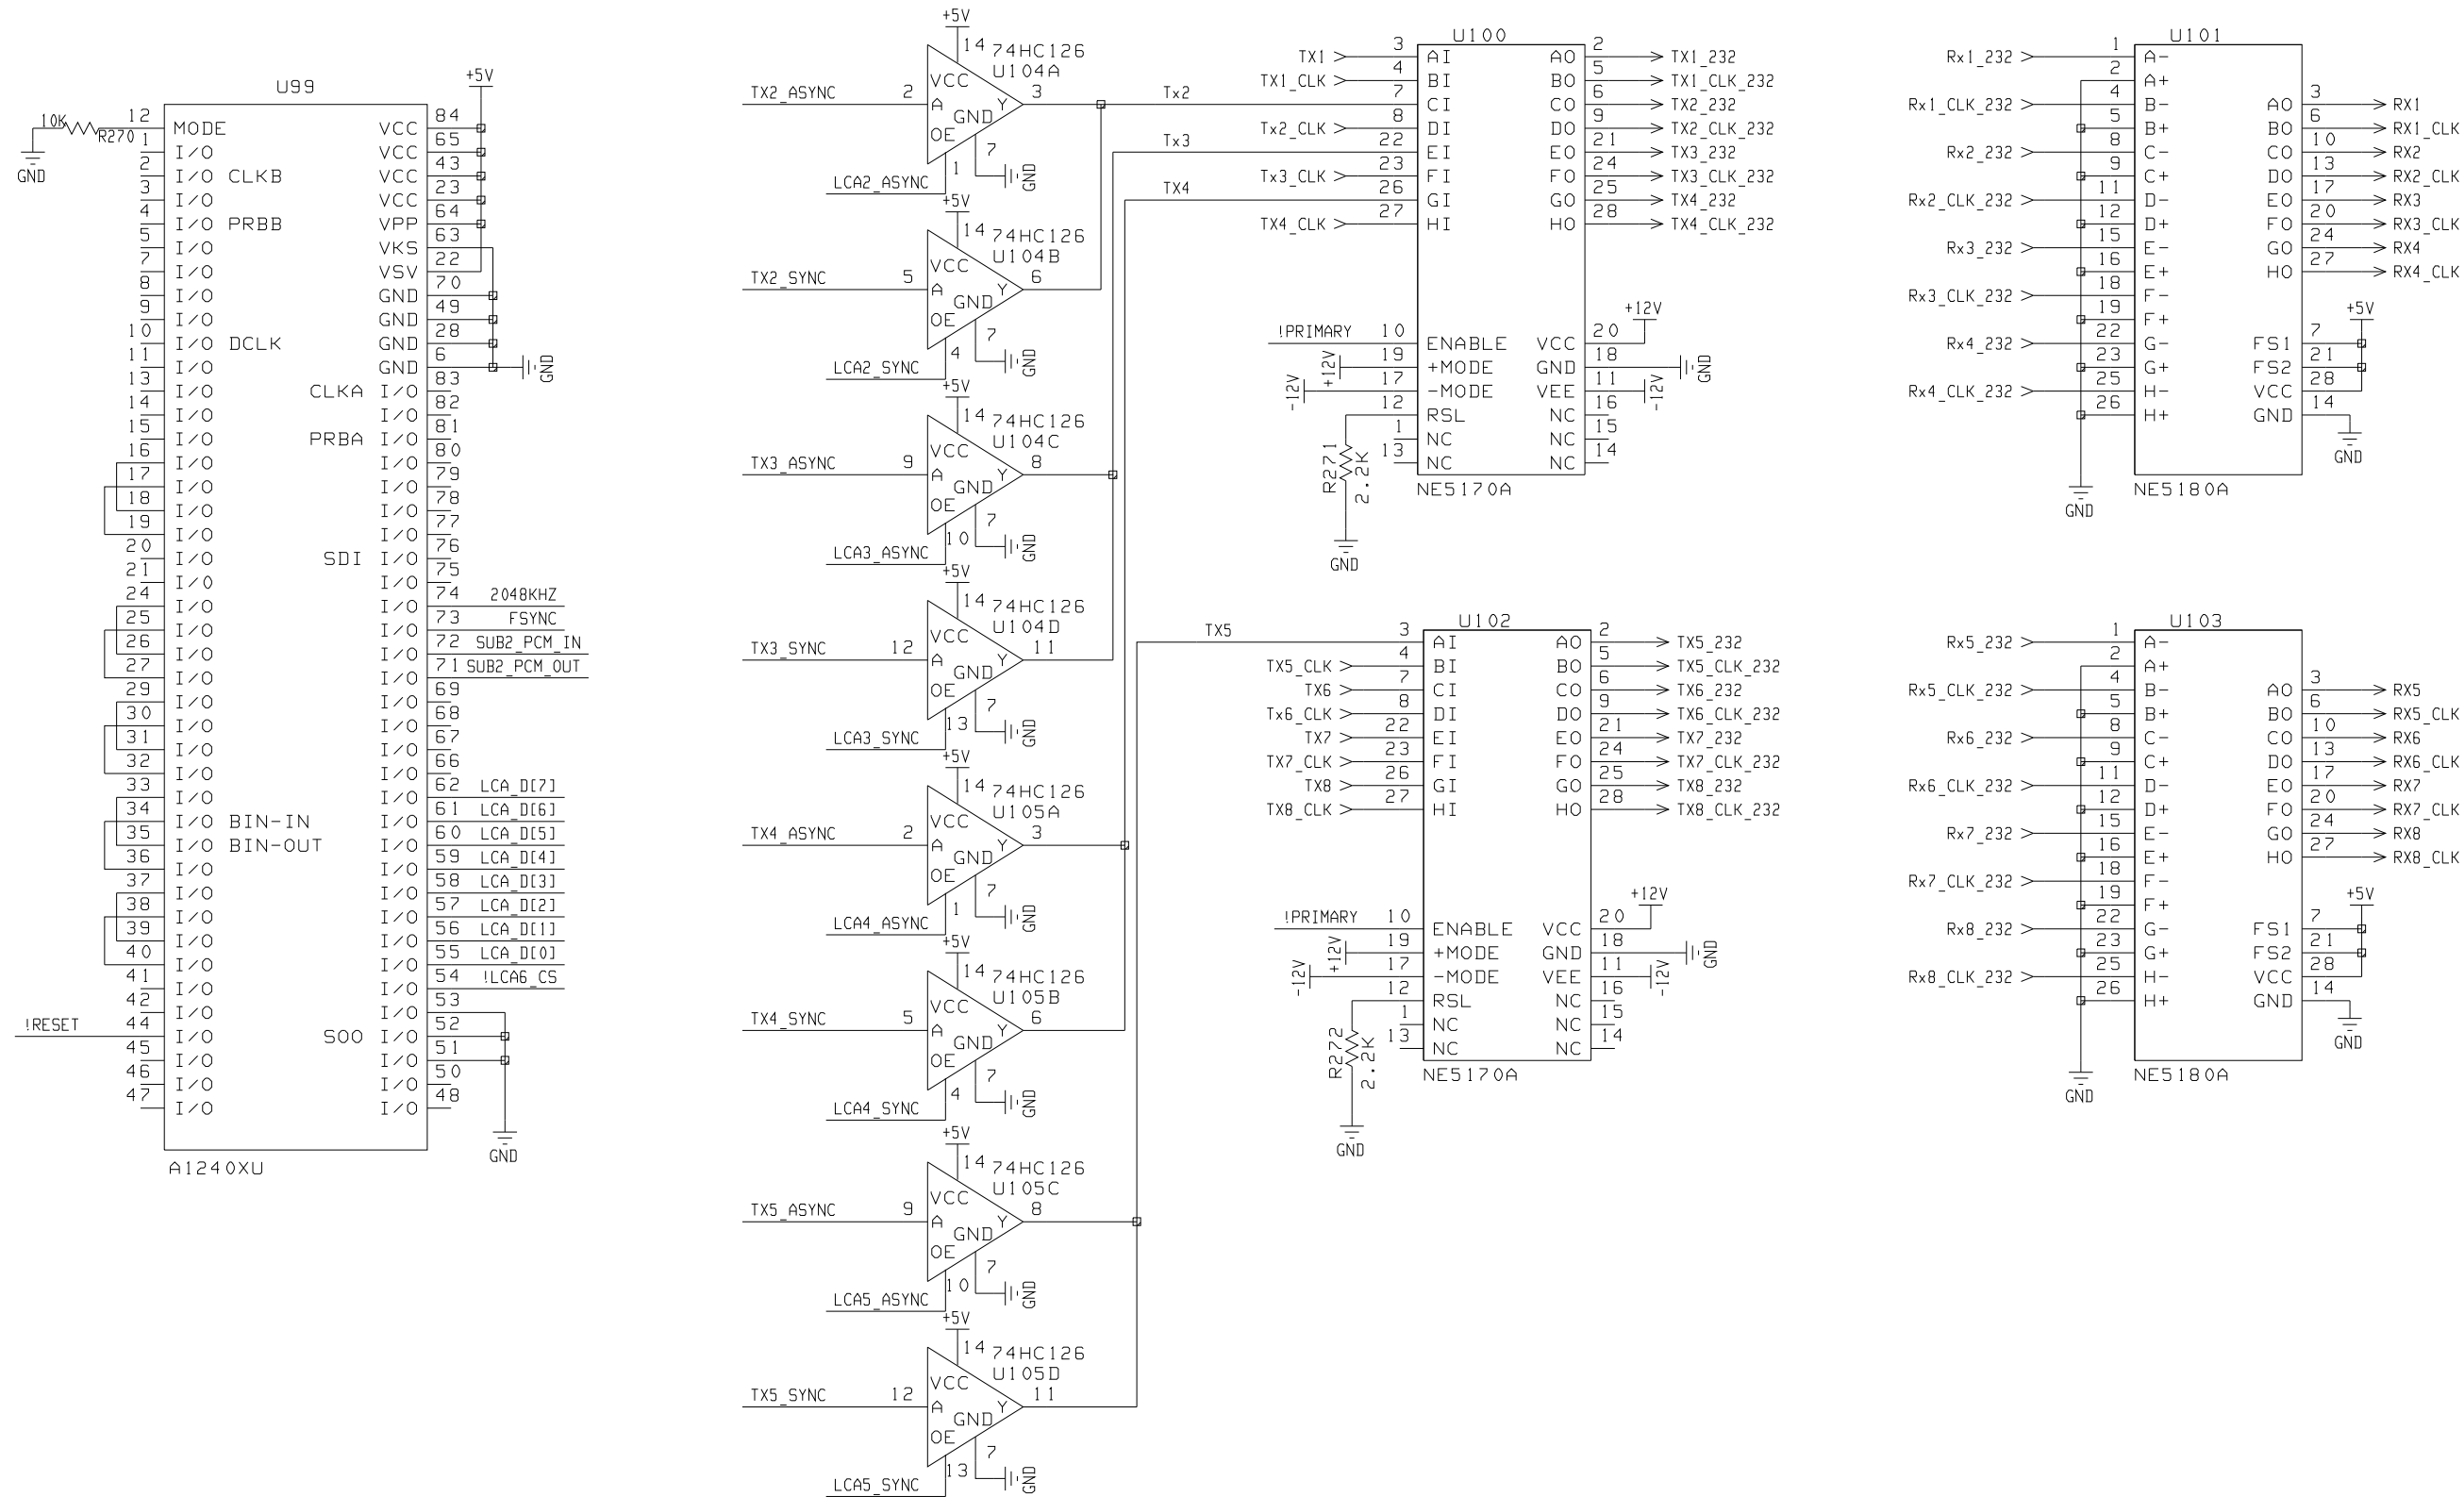 U99
+5V
10K
R270
GND
12 MODE VCC 84
1 I/O VCC 65
2 I/O CLKB VCC 43
3 I/O VCC 23
4 I/O PRBB VPP 64
5 I/O VKS 63
7 I/O VSV 22
8 I/O GND 70
9 I/O GND 49
10 I/O DCLK GND 28
11 I/O GND 6
GND
13 I/O CLKA I/O 83
14 I/O I/O 82
15 I/O PRBA I/O 81
16 I/O I/O 80
17 I/O I/O 79
18 I/O I/O 78
19 I/O I/O 77
20 I/O SDI I/O 76
21 I/O I/O 75
24 I/O I/O 74 2048KHZ
25 I/O I/O 73 FSYNC
26 I/O I/O 72 SUB2_PCM_IN
27 I/O I/O 71 SUB2_PCM_OUT
29 I/O I/O 69
30 I/O I/O 68
31 I/O I/O 67
32 I/O I/O 66
33 I/O I/O 62 LCA_D[7]
34 I/O BIN-IN I/O 61 LCA_D[6]
35 I/O BIN-OUT I/O 60 LCA_D[5]
36 I/O I/O 59 LCA_D[4]
37 I/O I/O 58 LCA_D[3]
38 I/O I/O 57 LCA_D[2]
39 I/O I/O 56 LCA_D[1]
40 I/O I/O 55 LCA_D[0]
41 I/O I/O 54 !LCA6_CS
42 I/O I/O 53
!RESET 44 I/O SOO I/O 52
45 I/O I/O 51
46 I/O I/O 50
47 I/O I/O 48
GND
A1240XU
+5V
14 74HC126
U104A
VCC
TX2_ASYNC 2 A Y 3
GND
OE
7 GND
1
LCA2_ASYNC
+5V
14 74HC126
U104B
VCC
TX2_SYNC 5 A Y 6
GND
OE
7 GND
4
LCA2_SYNC
+5V
14 74HC126
U104C
VCC
TX3_ASYNC 9 A Y 8
GND
OE
7 GND
10
LCA3_ASYNC
+5V
14 74HC126
U104D
VCC
TX3_SYNC 12 A Y 11
GND
OE
7 GND
13
LCA3_SYNC
+5V
14 74HC126
U105A
VCC
TX4_ASYNC 2 A Y 3
GND
OE
7 GND
1
LCA4_ASYNC
+5V
14 74HC126
U105B
VCC
TX4_SYNC 5 A Y 6
GND
OE
7 GND
4
LCA4_SYNC
+5V
14 74HC126
U105C
VCC
TX5_ASYNC 9 A Y 8
GND
OE
7 GND
10
LCA5_ASYNC
+5V
14 74HC126
U105D
VCC
TX5_SYNC 12 A Y 11
GND
OE
7 GND
13
LCA5_SYNC
U100
TX1 3 AI AO 2 TX1_232
TX1_CLK 4 BI BO 5 TX1_CLK_232
Tx2 7 CI CO 6 TX2_232
Tx2_CLK 8 DI DO 9 TX2_CLK_232
Tx3 22 EI EO 21 TX3_232
Tx3_CLK 23 FI FO 24 TX3_CLK_232
TX4 26 GI GO 25 TX4_232
TX4_CLK 27 HI HO 28 TX4_CLK_232
+12V
!PRIMARY 10 ENABLE VCC 20
+12V 19 +MODE GND 18 GND
-12V 17 -MODE VEE 11 -12V
12 RSL NC 16
1 NC NC 15
13 NC NC 14
R271 2.2K
GND
NE5170A
U102
TX5 3 AI AO 2 TX5_232
TX5_CLK 4 BI BO 5 TX5_CLK_232
TX6 7 CI CO 6 TX6_232
Tx6_CLK 8 DI DO 9 TX6_CLK_232
TX7 22 EI EO 21 TX7_232
TX7_CLK 23 FI FO 24 TX7_CLK_232
TX8 26 GI GO 25 TX8_232
TX8_CLK 27 HI HO 28 TX8_CLK_232
+12V
!PRIMARY 10 ENABLE VCC 20
+12V 19 +MODE GND 18 GND
-12V 17 -MODE VEE 11 -12V
12 RSL NC 16
1 NC NC 15
13 NC NC 14
R272 2.2K
GND
NE5170A
U101
Rx1_232 1 A-
2 A+
Rx1_CLK_232 4 B- AO 3 RX1
5 B+ BO 6 RX1_CLK
Rx2_232 8 C- CO 10 RX2
9 C+ DO 13 RX2_CLK
Rx2_CLK_232 11 D- EO 17 RX3
12 D+ FO 20 RX3_CLK
Rx3_232 15 E- GO 24 RX4
16 E+ HO 27 RX4_CLK
Rx3_CLK_232 18 F-
19 F+ +5V
Rx4_232 22 G- FS1 7
23 G+ FS2 21
Rx4_CLK_232 25 H- VCC 28
26 H+ GND 14
GND
GND
NE5180A
U103
Rx5_232 1 A-
2 A+
Rx5_CLK_232 4 B- AO 3 RX5
5 B+ BO 6 RX5_CLK
Rx6_232 8 C- CO 10 RX6
9 C+ DO 13 RX6_CLK
Rx6_CLK_232 11 D- EO 17 RX7
12 D+ FO 20 RX7_CLK
Rx7_232 15 E- GO 24 RX8
16 E+ HO 27 RX8_CLK
Rx7_CLK_232 18 F-
19 F+ +5V
Rx8_232 22 G- FS1 7
23 G+ FS2 21
Rx8_CLK_232 25 H- VCC 28
26 H+ GND 14
GND
GND
NE5180A